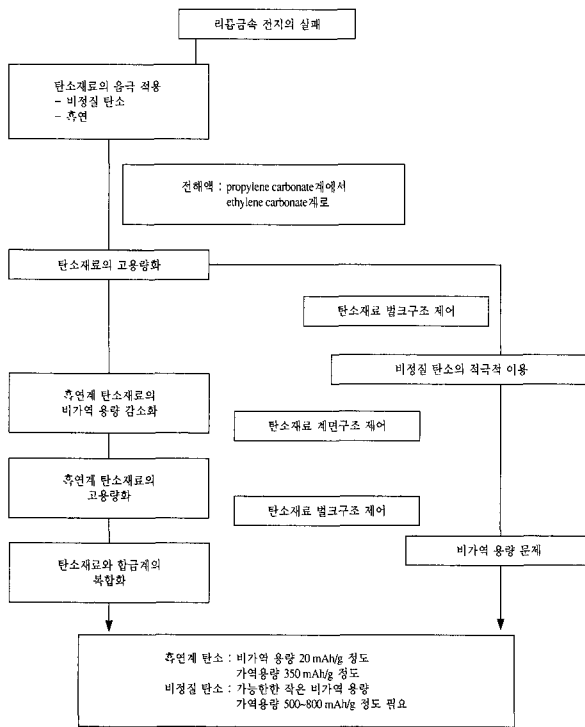 리튬금속 전지의 실패
탄소재료의 음극 적용
- 비정질 탄소
- 흑연
전해액 : propylene carbonate계에서
ethylene carbonate계로
탄소재료의 고용량화
탄소재료 벌크구조 제어
비정질 탄소의 적극적 이용
흑연계 탄소재료의
비가역 용량 감소화
탄소재료 계면구조 제어
흑연계 탄소재료의
고용량화
탄소재료 벌크구조 제어
비가역 용량 문제
탄소재료와 합금계의
복합화
흑연계 탄소 : 비가역 용량 20 mAh/g 정도
가역용량 350 mAh/g 정도
비정질 탄소 : 가능한한 작은 비가역 용량
가역용량 500~800 mAh/g 정도 필요